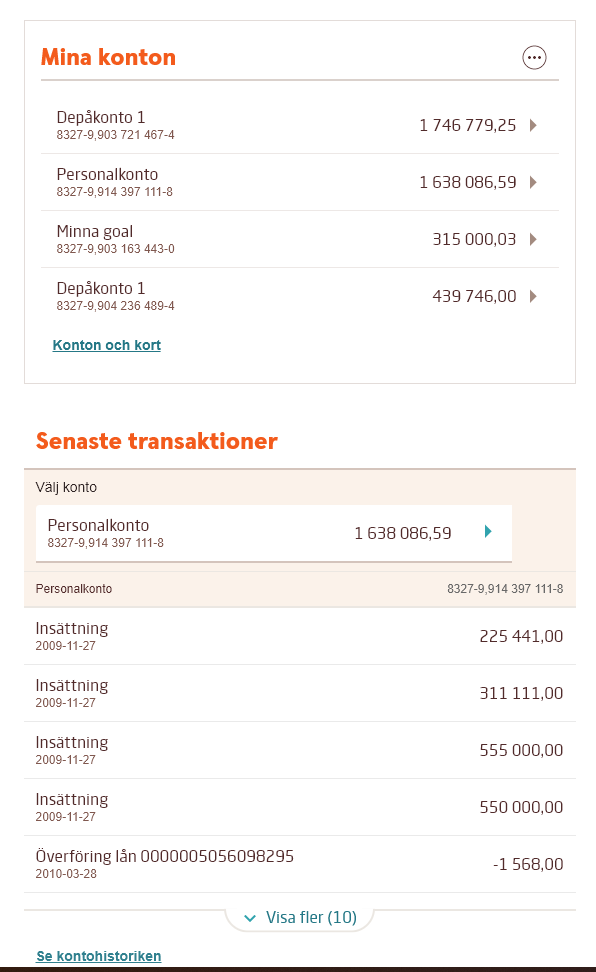 Mina konton
Depåkonto 1
8327-9,903 721 467-4
1 746 779,25
Personalkonto
8327-9,914 397 111-8
1 638 086,59
Minna goal
8327-9,903 163 443-0
315 000,03
Depåkonto 1
8327-9,904 236 489-4
439 746,00
Konton och kort
Senaste transaktioner
Välj konto
Personalkonto
8327-9,914 397 111-8
1 638 086,59
Personalkonto 8327-9,914 397 111-8
Insättning
2009-11-27
225 441,00
Insättning
2009-11-27
311 111,00
Insättning
2009-11-27
555 000,00
Insättning
2009-11-27
550 000,00
Överföring lån 0000005056098295
2010-03-28
-1 568,00
Visa fler (10)
Se kontohistoriken